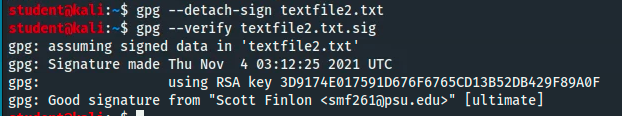 student@kali:~$ gpg --detach-sign textfile2.txt
student@kali:~$ gpg --verify textfile2.txt.sig
gpg: assuming signed data in 'textfile2.txt'
gpg: Signature made Thu Nov  4 03:12:25 2021 UTC
gpg:                using RSA key 3D9174E017591D676F6765CD13B52DB429F89A0F
gpg: Good signature from "Scott Finlon <smf261@psu.edu>" [ultimate]
student@kali:~$